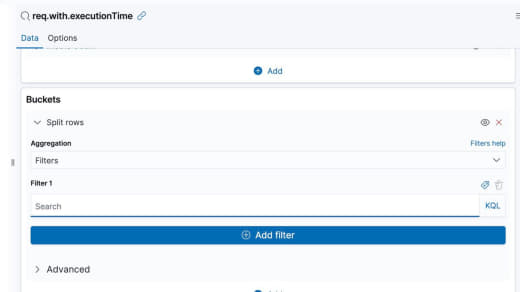 req.with.executionTime
Data Options
Add
Buckets
Split rows
Aggregation Filters help
Filters
Filter 1
Search KQL
Add filter
Advanced